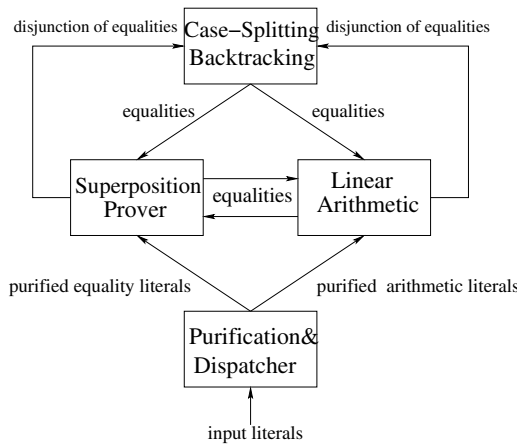 disjunction of equalities
disjunction of equalities
Case-Splitting
Backtracking
equalities
equalities
Superposition
Prover
equalities
Linear
Arithmetic
purified equality literals
purified arithmetic literals
Purification&
Dispatcher
input literals